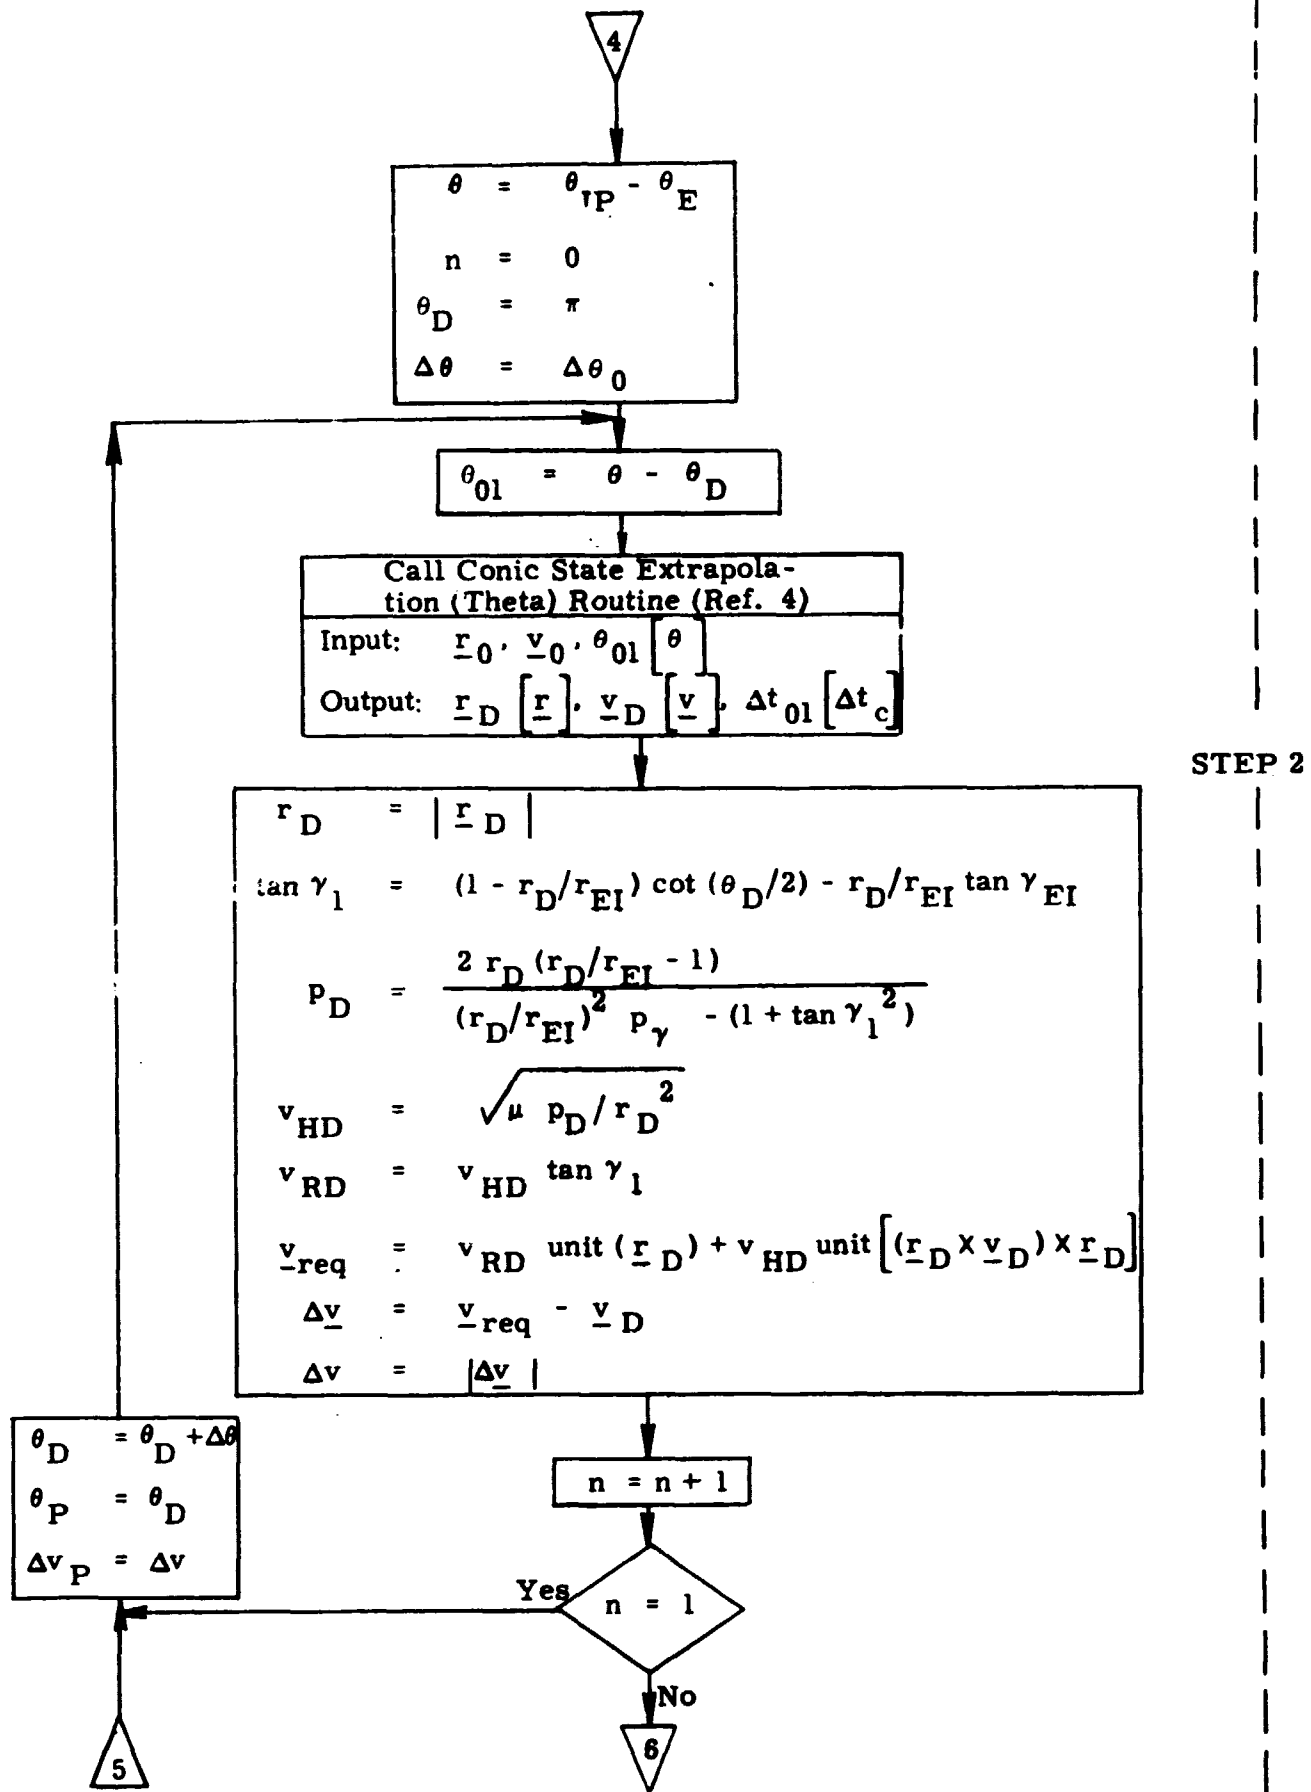 4
θ = θ_IP - θ_E
n = 0
θ_D = π
Δθ = Δθ_0
θ_01 = θ - θ_D
Call Conic State Extrapola-
tion (Theta) Routine (Ref. 4)
Input: r_0, v_0, θ_01 [θ]
Output: r_D [r], v_D [v], Δt_01 [Δt_c]
STEP 2
r_D = | r_D |
tan γ_1 = (1 - r_D/r_EI) cot (θ_D/2) - r_D/r_EI tan γ_EI
p_D = 2 r_D (r_D/r_EI - 1)
(r_D/r_EI)^2 p_γ - (1 + tan γ_1^2)
v_HD = √μ p_D / r_D^2
v_RD = v_HD tan γ_1
v_req = v_RD unit (r_D) + v_HD unit [(r_D X v_D) X r_D]
Δv = v_req - v_D
Δv = |Δv|
θ_D = θ_D + Δθ
θ_P = θ_D
Δv_P = Δv
n = n + 1
Yes
n = 1
No
5
6